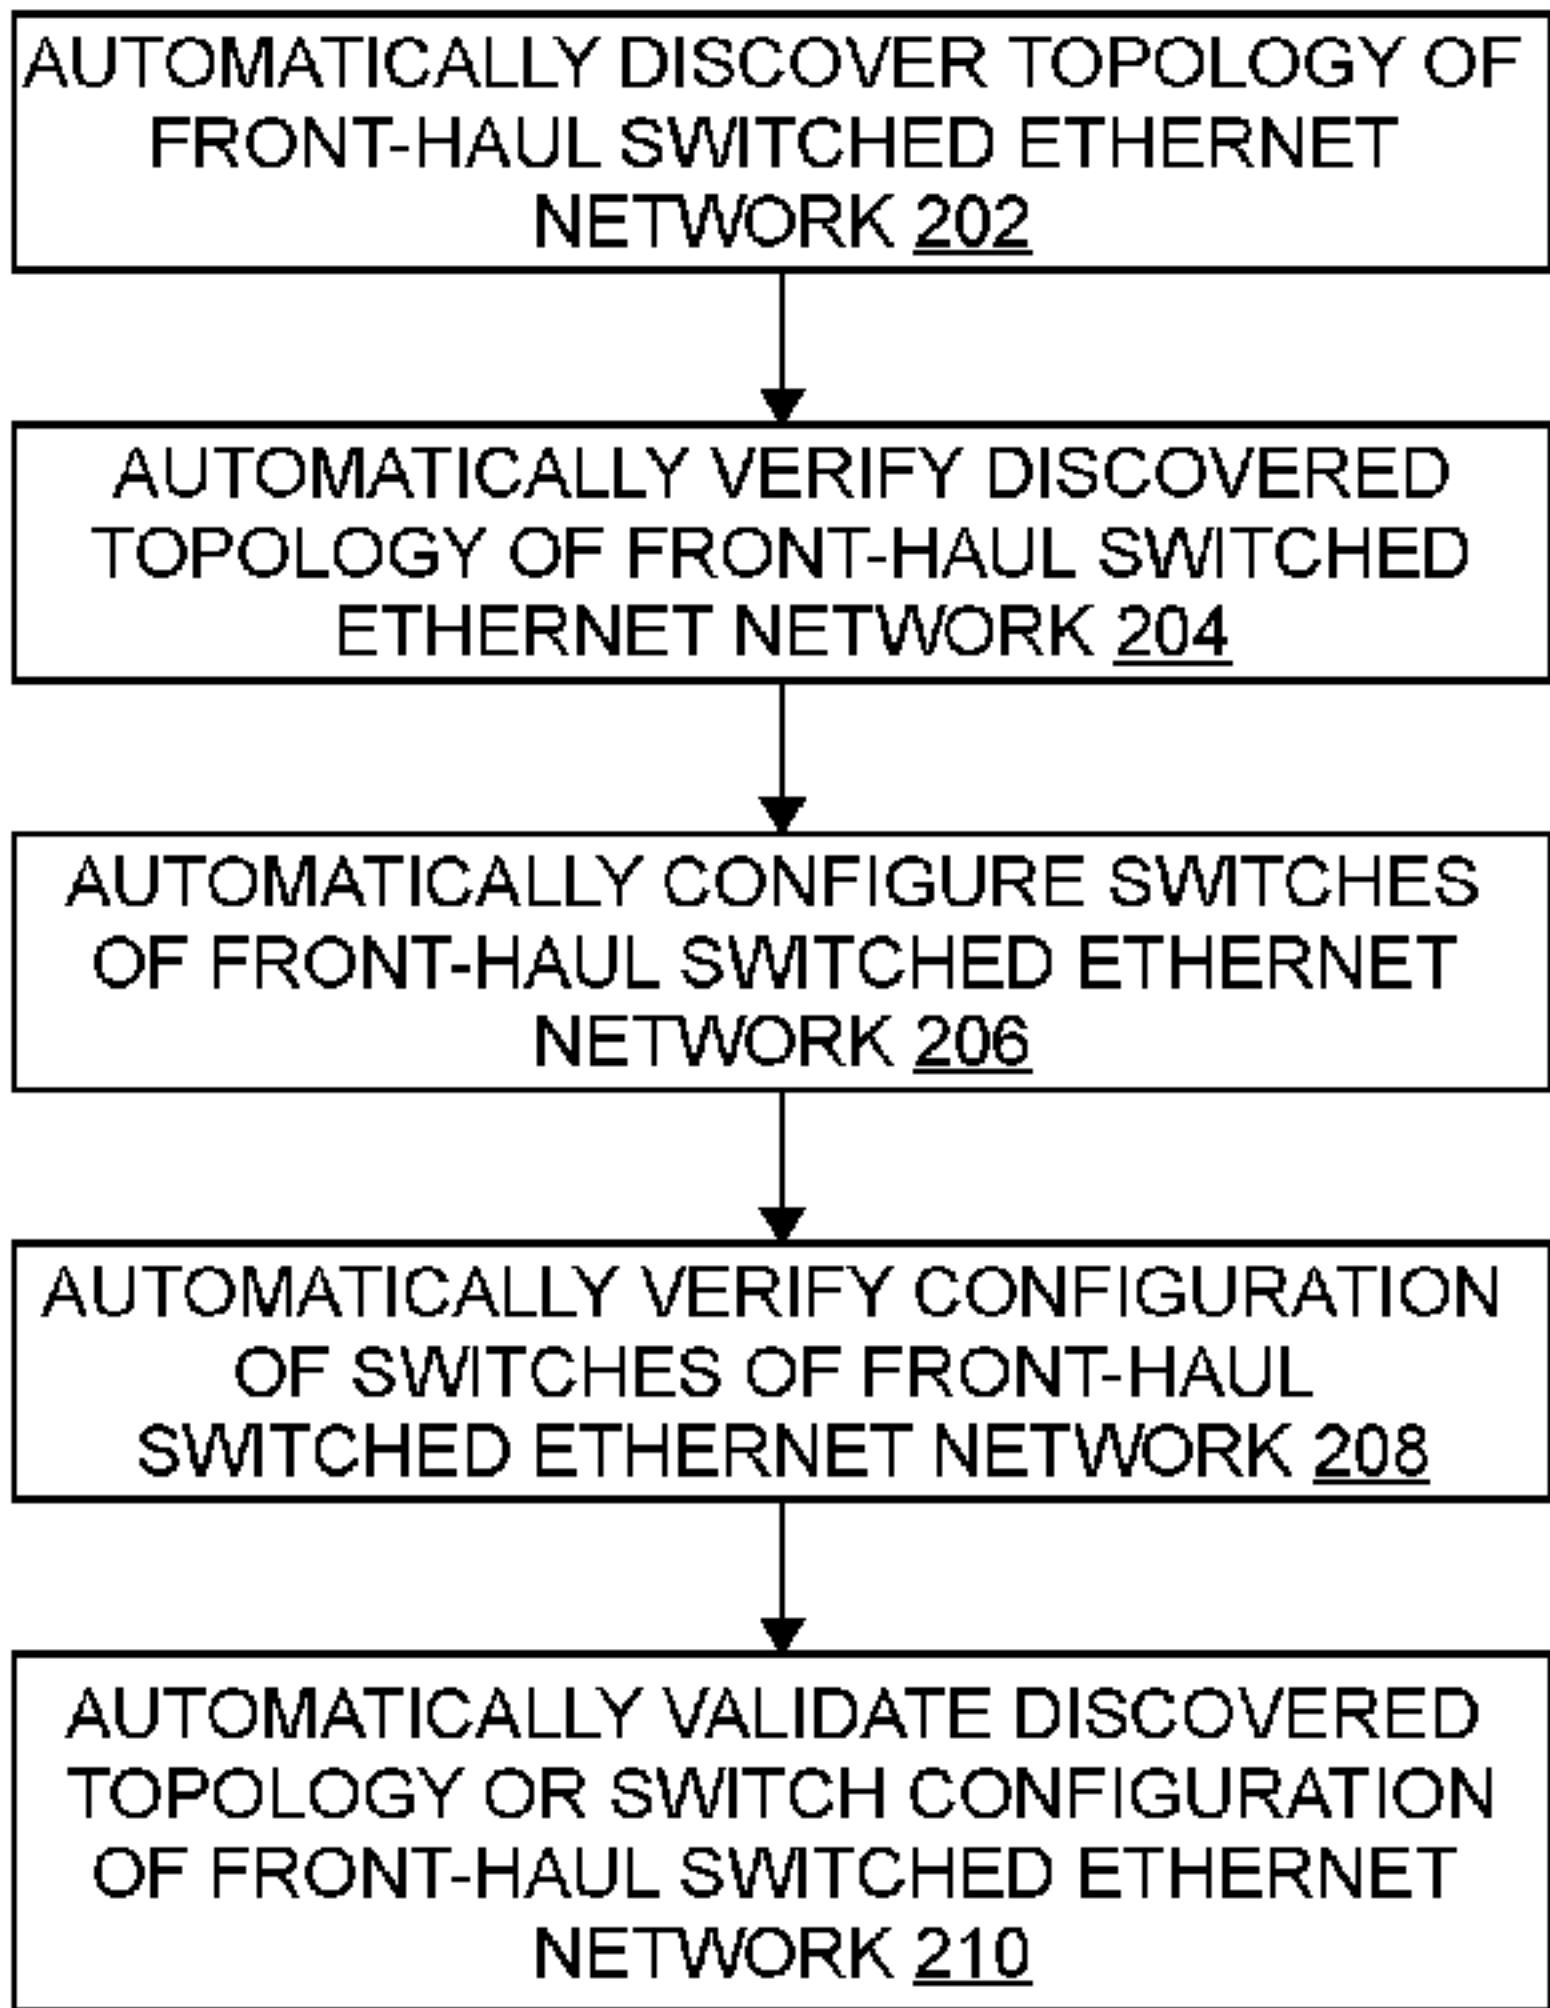 AUTOMATICALLY DISCOVER TOPOLOGY OF
FRONT-HAUL SWITCHED ETHERNET
NETWORK 202
AUTOMATICALLY VERIFY DISCOVERED
TOPOLOGY OF FRONT-HAUL SWITCHED
ETHERNET NETWORK 204
AUTOMATICALLY CONFIGURE SWITCHES
OF FRONT-HAUL SWITCHED ETHERNET
NETWORK 206
AUTOMATICALLY VERIFY CONFIGURATION
OF SWITCHES OF FRONT-HAUL
SWITCHED ETHERNET NETWORK 208
AUTOMATICALLY VALIDATE DISCOVERED
TOPOLOGY OR SWITCH CONFIGURATION
OF FRONT-HAUL SWITCHED ETHERNET
NETWORK 210